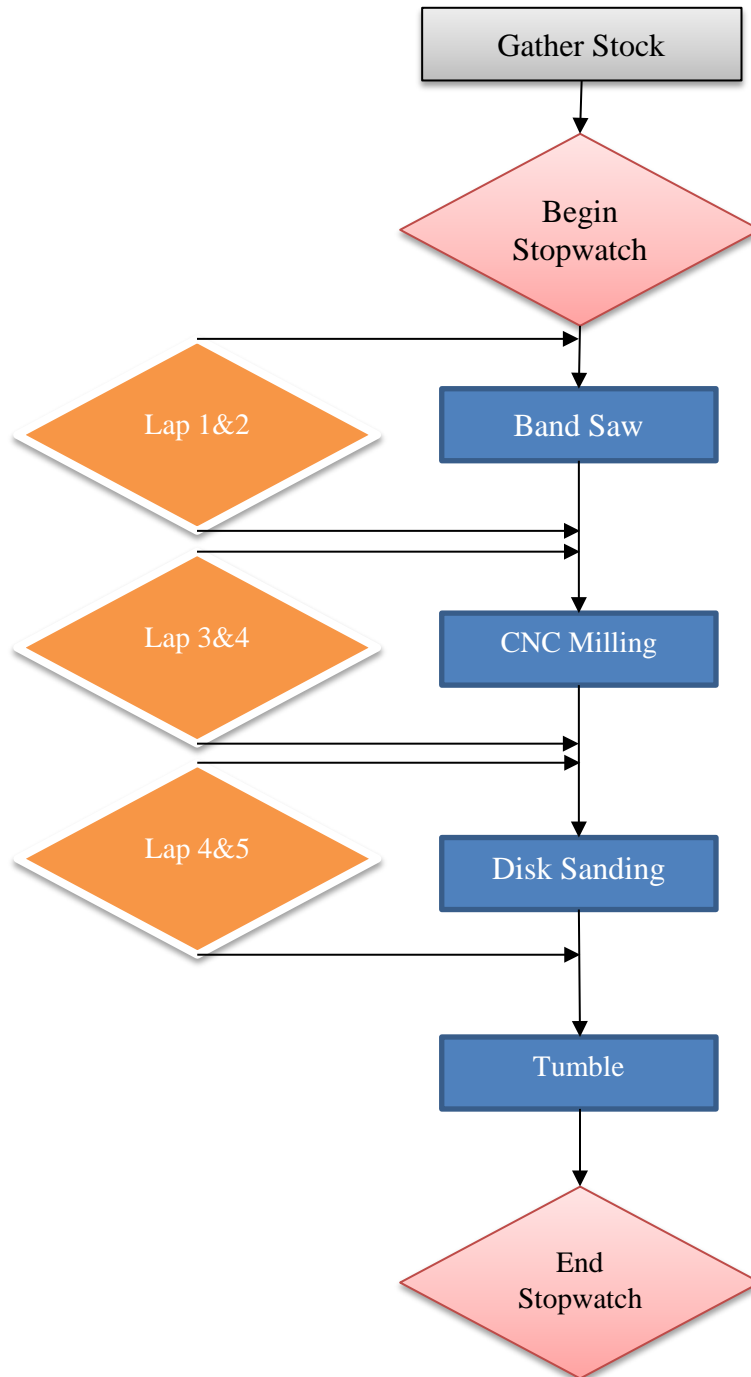 Gather Stock
Begin
Stopwatch
Lap 1&2
Band Saw
Lap 3&4
CNC Milling
Lap 4&5
Disk Sanding
Tumble
End
Stopwatch